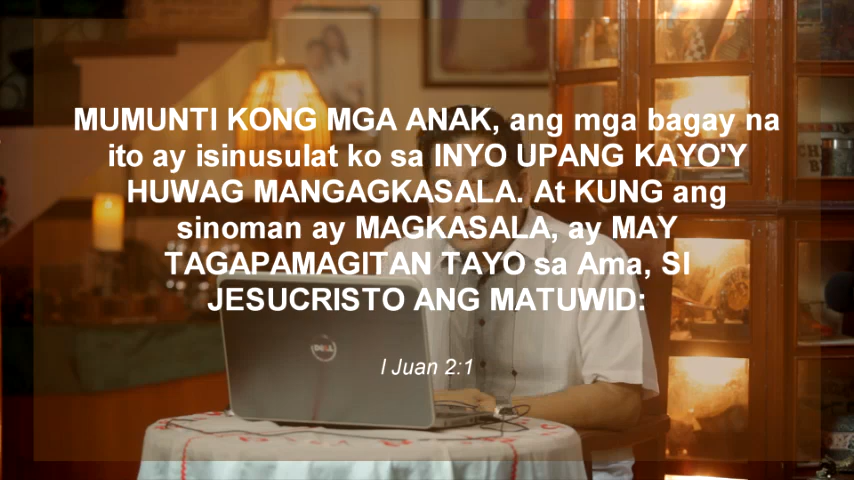 MUMUNTI KONG MGA ANAK, ang mga bagay na
ito ay isinusulat ko sa INYO UPANG KAYO'Y
HUWAG MANGAGKASALA. At KUNG ang
sinoman ay MAGKASALA, ay MAY
TAGAPAMAGITAN TAYO sa Ama, SI
JESUCRISTO ANG MATUWID:
I Juan 2:1
DELL